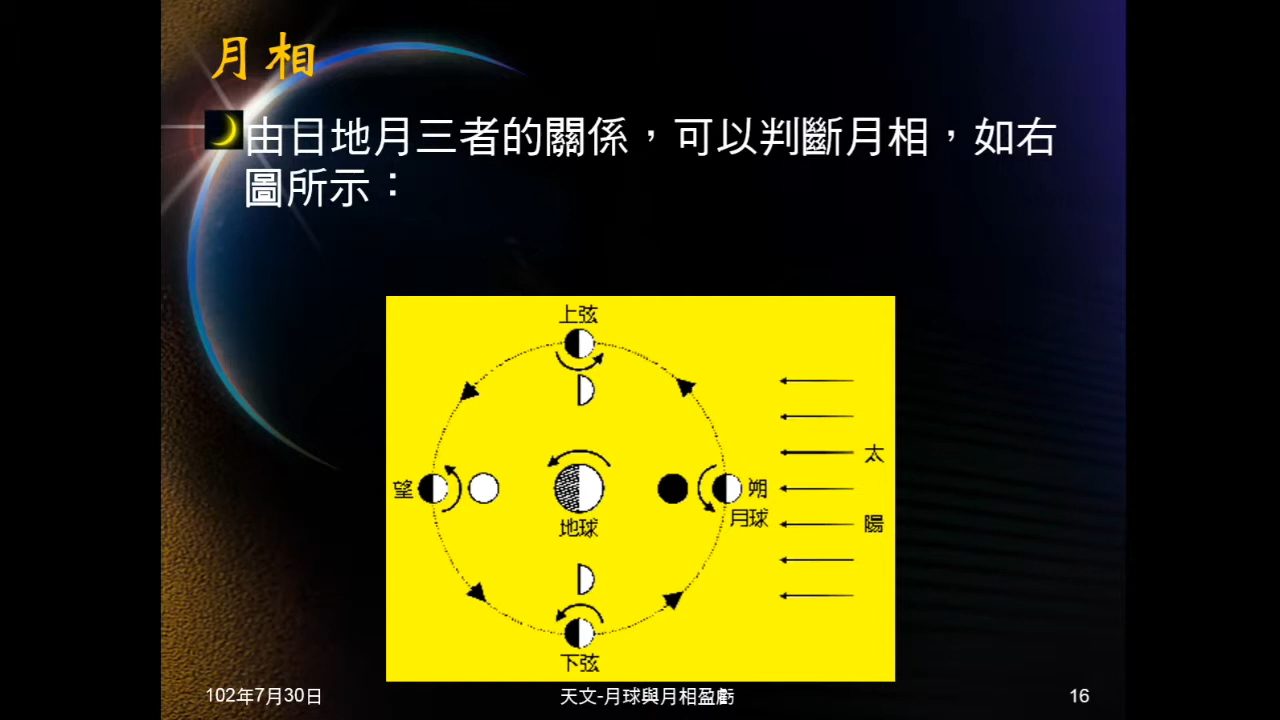 月相
由日地月三者的關係，可以判斷月相，如右
圖所示：
上弦
望
地球
朔
月球
太
陽
下弦
102年7月30日
天文-月球與月相盈虧
16